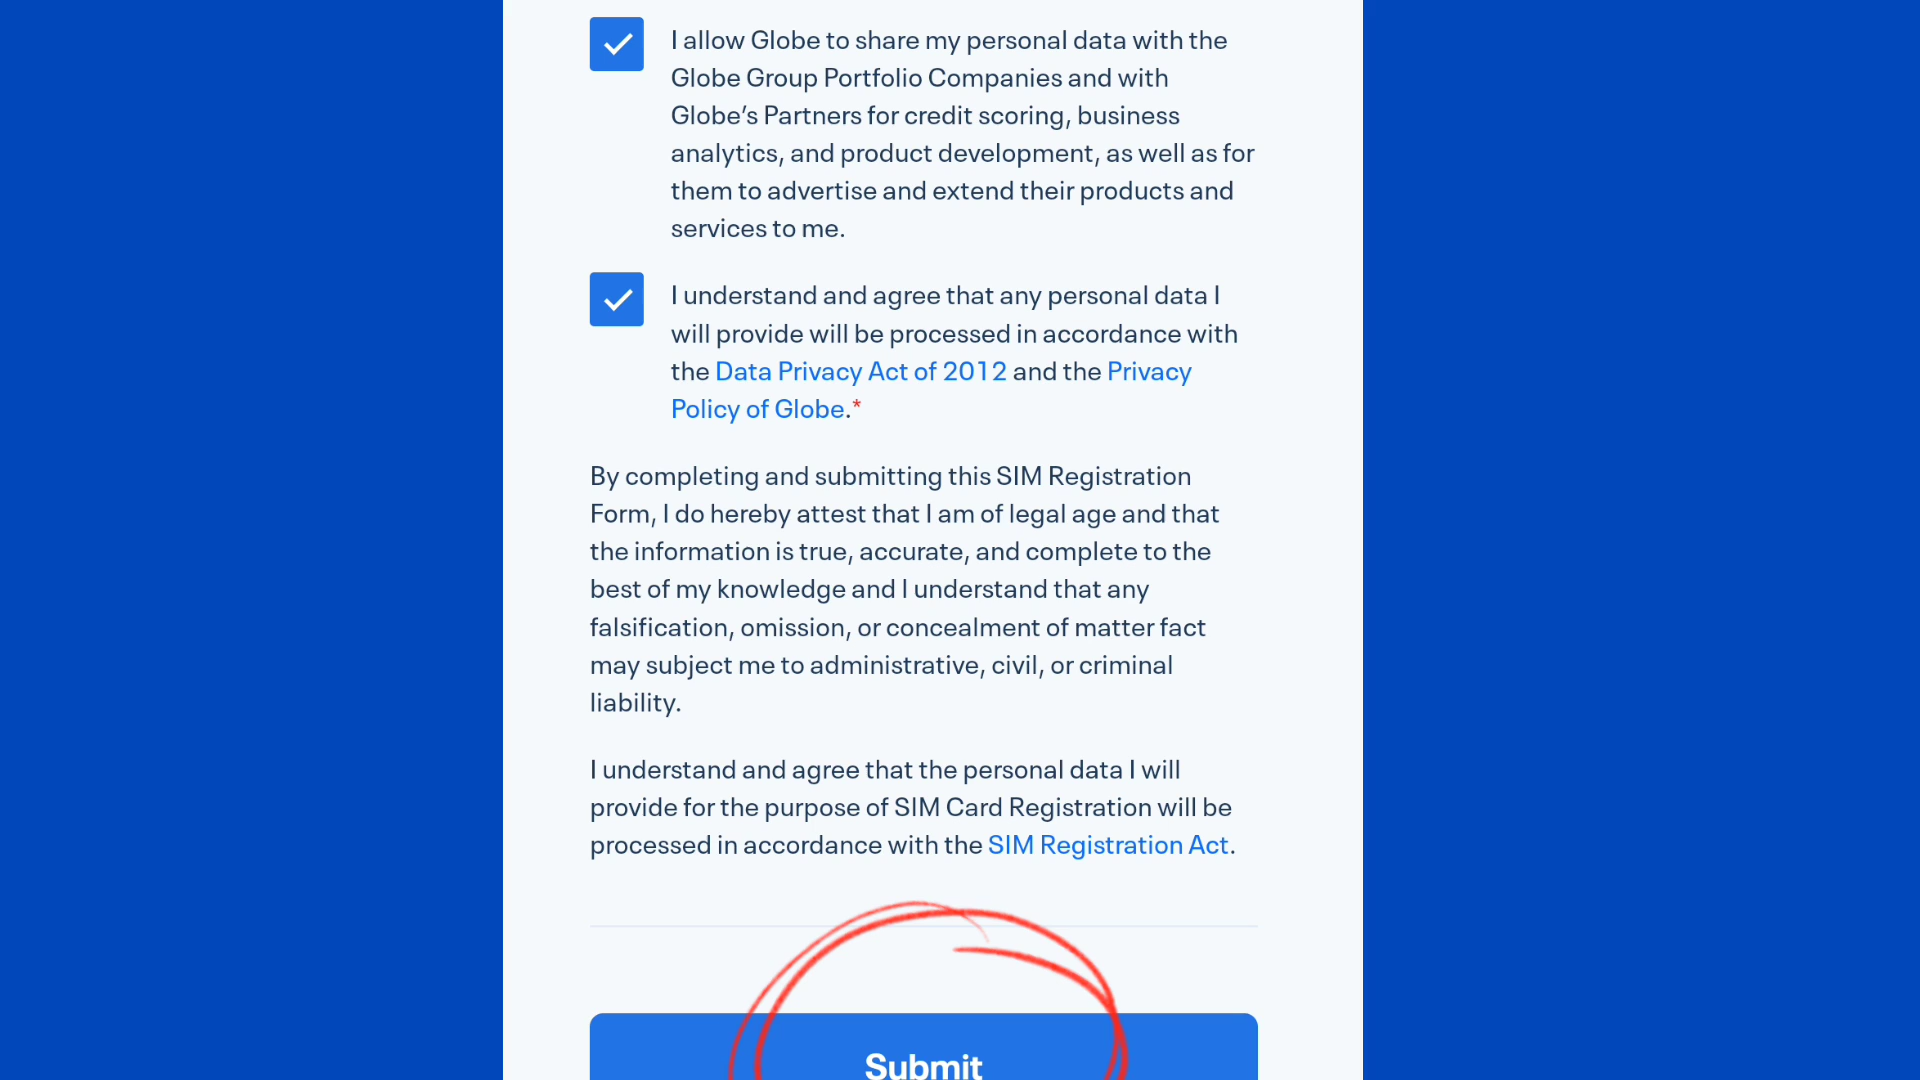 I allow Globe to share my personal data with the
Globe Group Portfolio Companies and with
Globe’s Partners for credit scoring, business
analytics, and product development, as well as for
them to advertise and extend their products and
services to me.
I understand and agree that any personal data I
will provide will be processed in accordance with
the Data Privacy Act of 2012 and the Privacy
Policy of Globe.*
By completing and submitting this SIM Registration
Form, I do hereby attest that I am of legal age and that
the information is true, accurate, and complete to the
best of my knowledge and I understand that any
falsification, omission, or concealment of matter fact
may subject me to administrative, civil, or criminal
liability.
I understand and agree that the personal data I will
provide for the purpose of SIM Card Registration will be
processed in accordance with the SIM Registration Act.
Submit